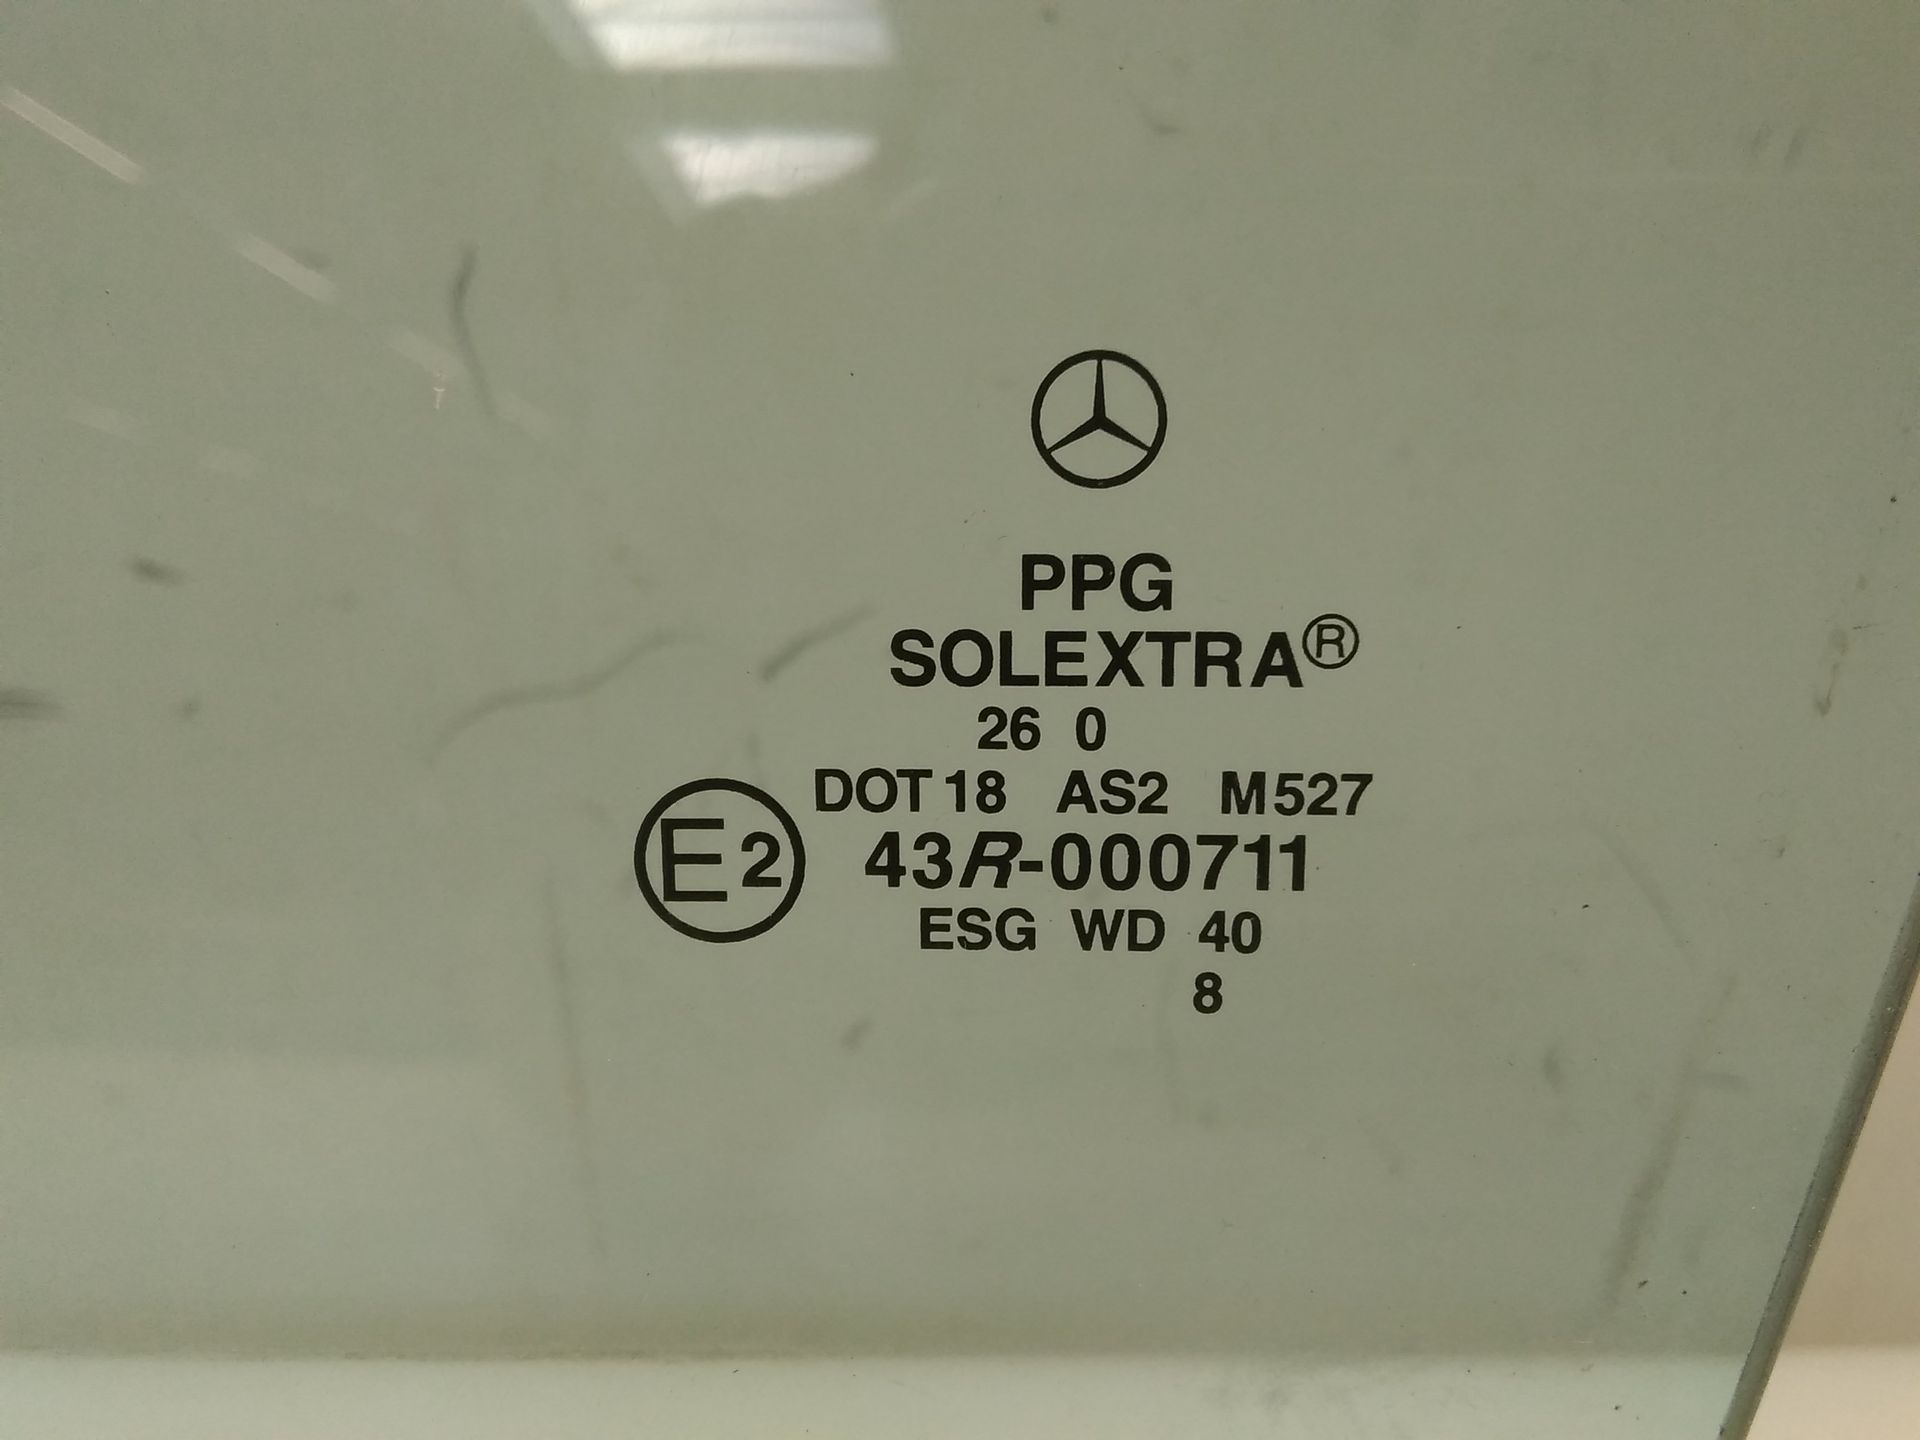 PPG
SOLEXTRA®
26 0
DOT 18 AS2 M527
E2 43R-000711
ESG WD 40
8